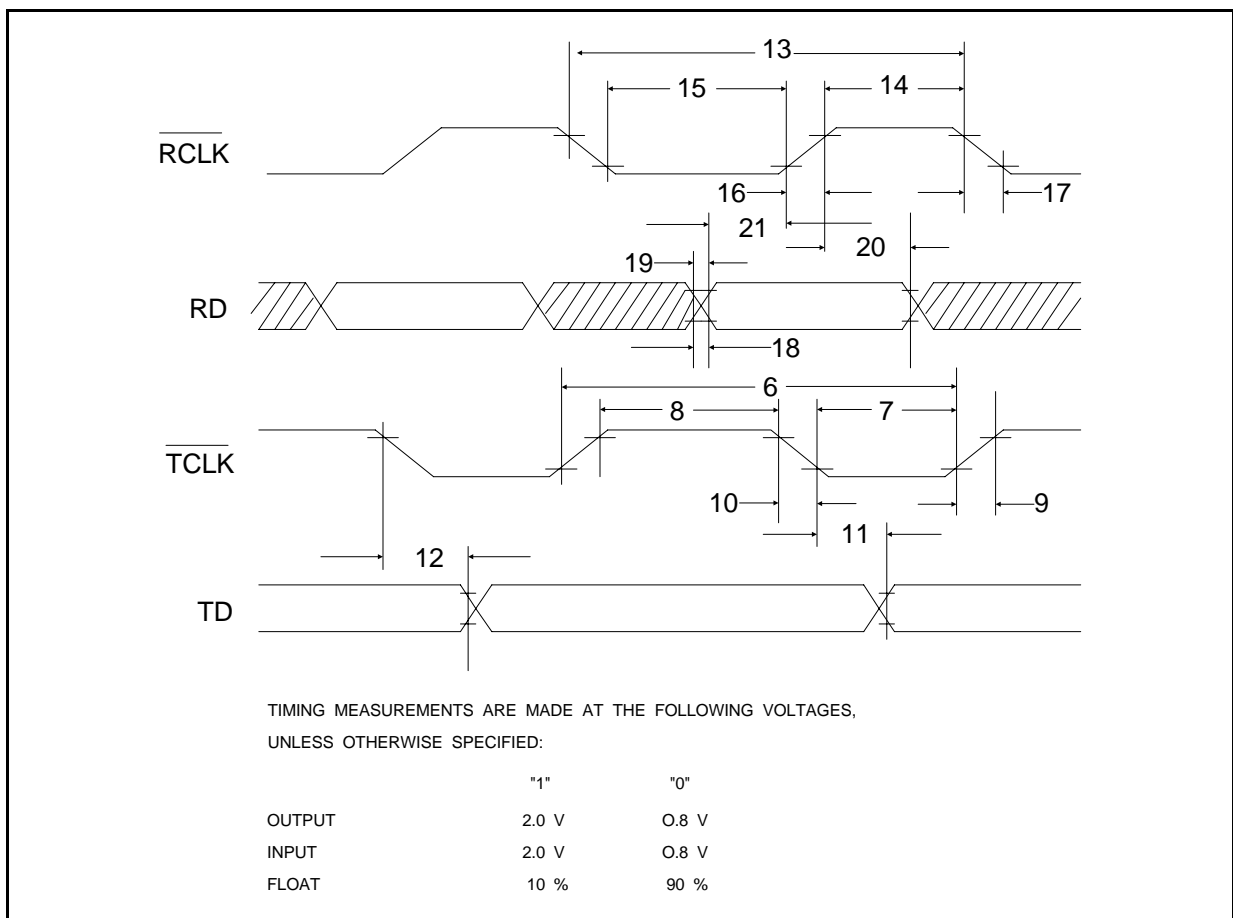 13
15
14
RCLK
16
17
21
20
19
RD
18
6
8
7
TCLK
10
9
11
12
TD
TIMING MEASUREMENTS ARE MADE AT THE FOLLOWING VOLTAGES,
UNLESS OTHERWISE SPECIFIED:
"1" "0"
OUTPUT 2.0 V O.8 V
INPUT 2.0 V O.8 V
FLOAT 10 % 90 %